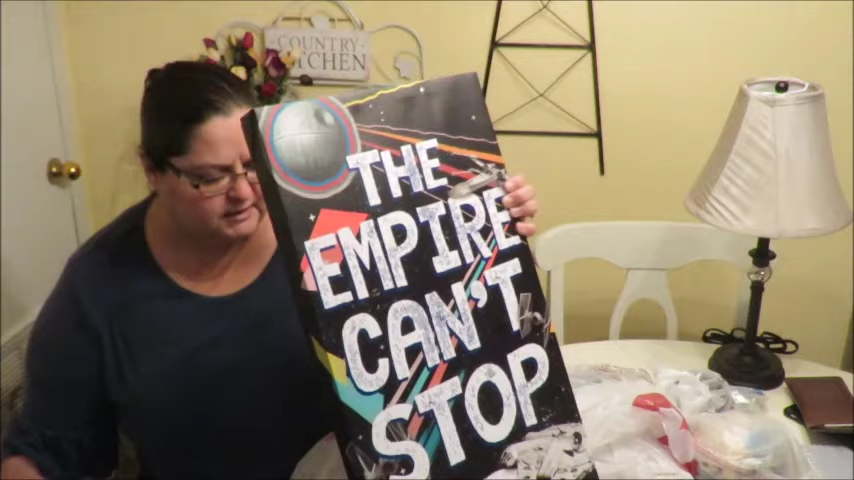 COUNTRY
KITCHEN
THE
EMPIRE
CAN'T
STOP